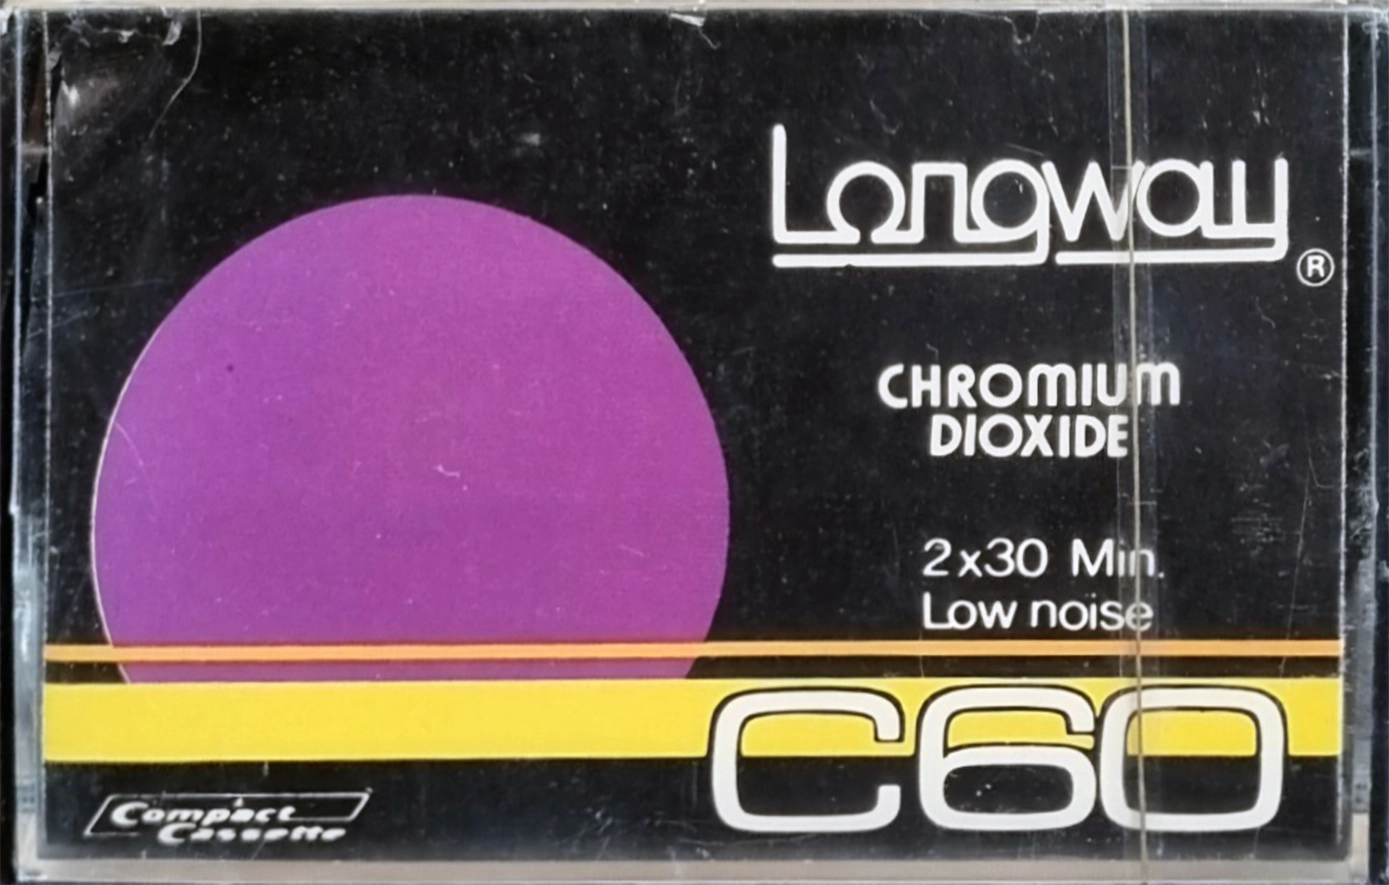 Longway
®
CHROMIUM
DIOXIDE
2x30 Min.
Low noise
C60
Compact
Cassette